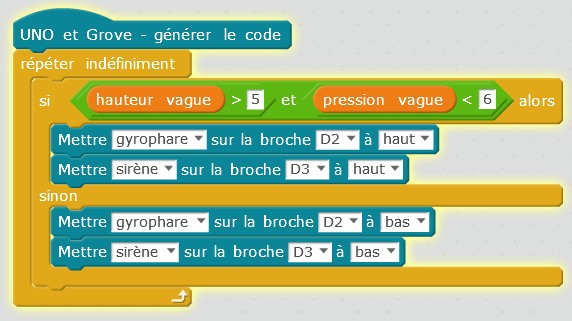 UNO et Grove - générer le code
répéter indéfiniment
si hauteur vague > 5 et pression vague < 6 alors
Mettre gyrophare sur la broche D2 à haut
Mettre sirène sur la broche D3 à haut
sinon
Mettre gyrophare sur la broche D2 à bas
Mettre sirène sur la broche D3 à bas